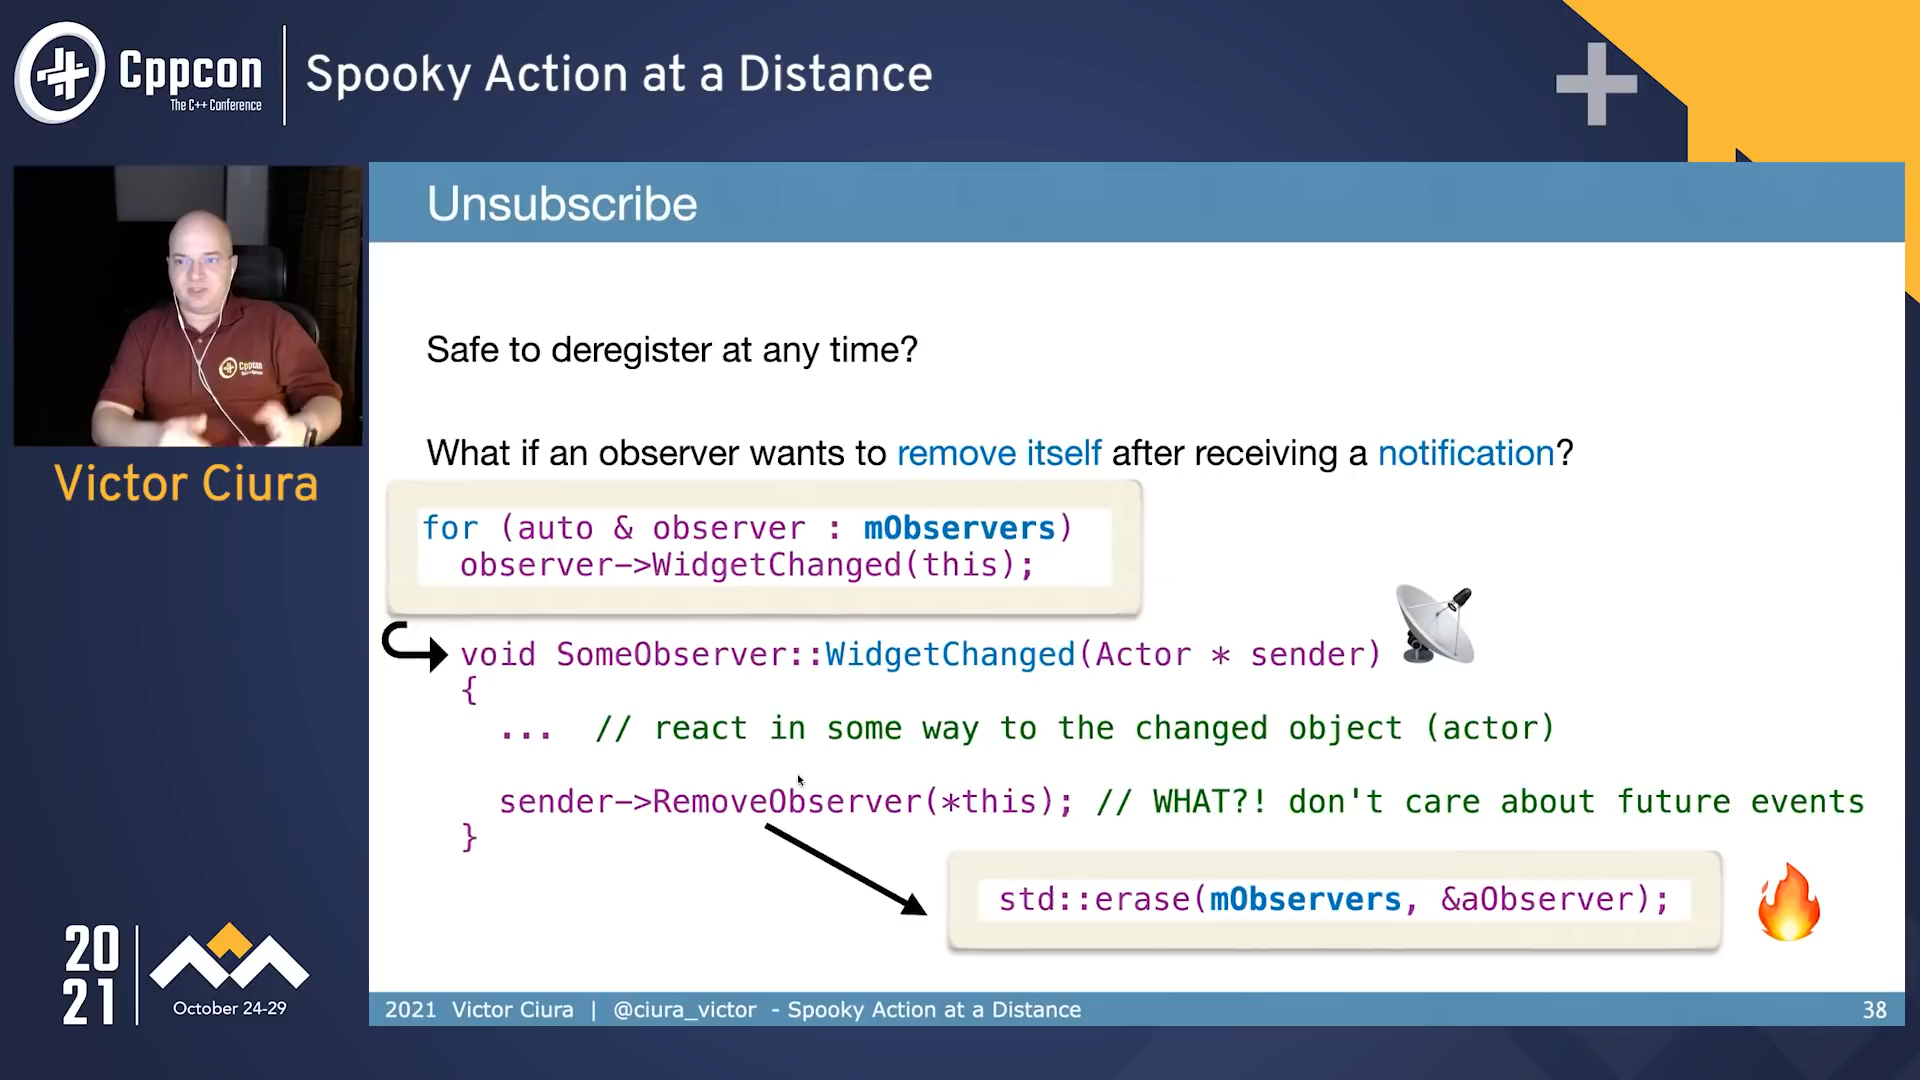 Cppcon
The C++ Conference
Spooky Action at a Distance
Victor Ciura
Unsubscribe
Safe to deregister at any time?
What if an observer wants to remove itself after receiving a notification?
for (auto & observer : mObservers)
observer->WidgetChanged(this);
void SomeObserver::WidgetChanged(Actor * sender)
{
... // react in some way to the changed object (actor)
sender->RemoveObserver(*this); // WHAT?! don't care about future events
}
std::erase(mObservers, &aObserver);
2021 Victor Ciura | @ciura_victor - Spooky Action at a Distance
38
20
21
October 24-29
Cppcon